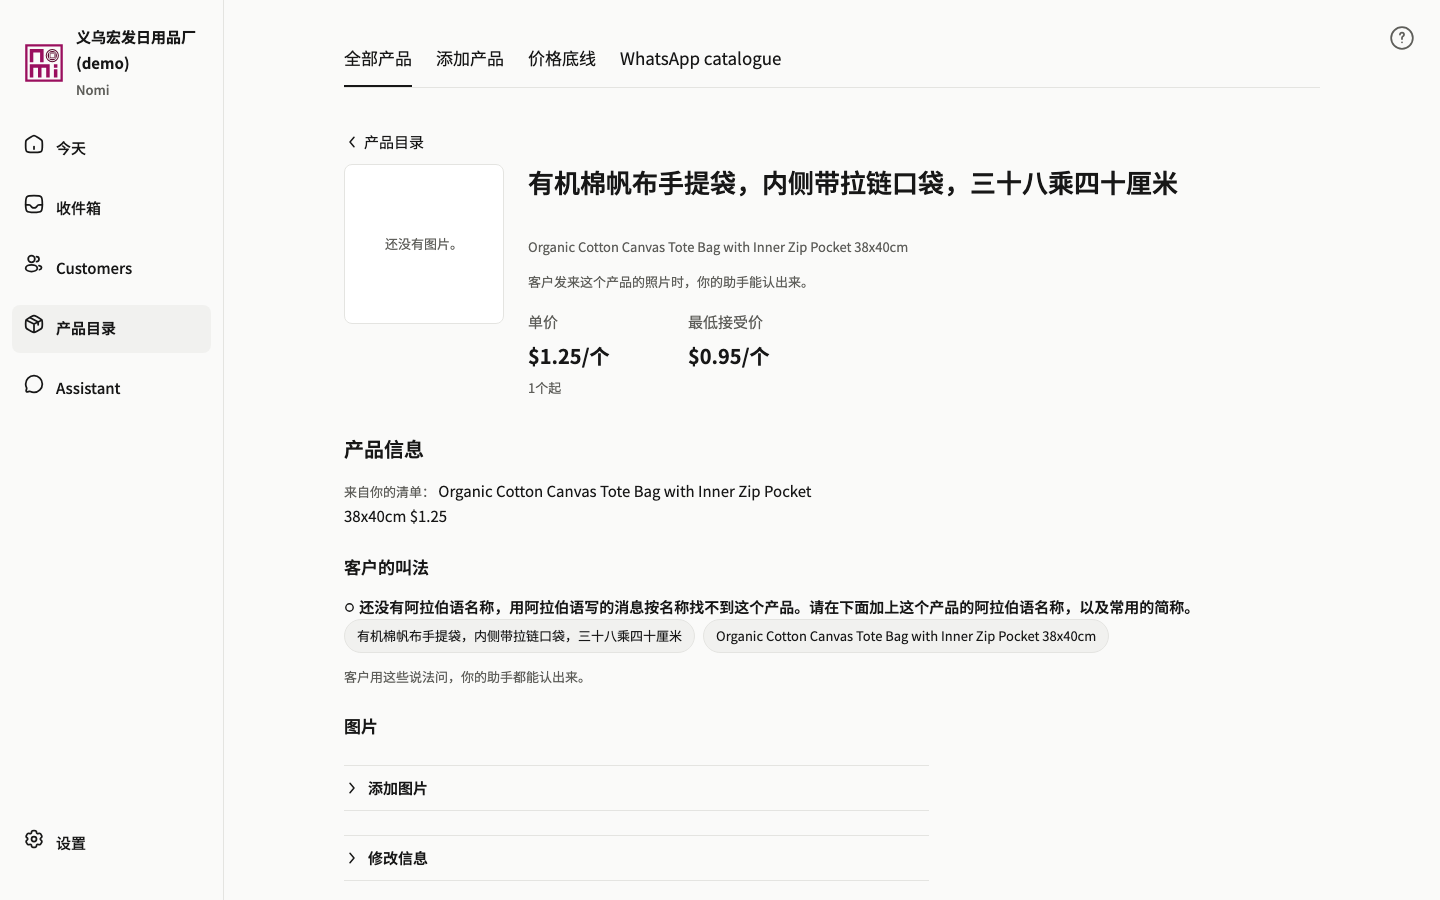 义乌宏发日用品厂
(demo)
Nomi
今天
收件箱
Customers
产品目录
Assistant
设置
全部产品
添加产品
价格底线
WhatsApp catalogue
产品目录
还没有图片。
有机棉帆布手提袋，内侧带拉链口袋，三十八乘四十厘米
Organic Cotton Canvas Tote Bag with Inner Zip Pocket 38x40cm
客户发来这个产品的照片时，你的助手能认出来。
单价
最低接受价
$1.25/个
$0.95/个
1个起
产品信息
来自你的清单： Organic Cotton Canvas Tote Bag with Inner Zip Pocket
38x40cm $1.25
客户的叫法
还没有阿拉伯语名称，用阿拉伯语写的消息按名称找不到这个产品。请在下面加上这个产品的阿拉伯语名称，以及常用的简称。
有机棉帆布手提袋，内侧带拉链口袋，三十八乘四十厘米
Organic Cotton Canvas Tote Bag with Inner Zip Pocket 38x40cm
客户用这些说法问，你的助手都能认出来。
图片
添加图片
修改信息